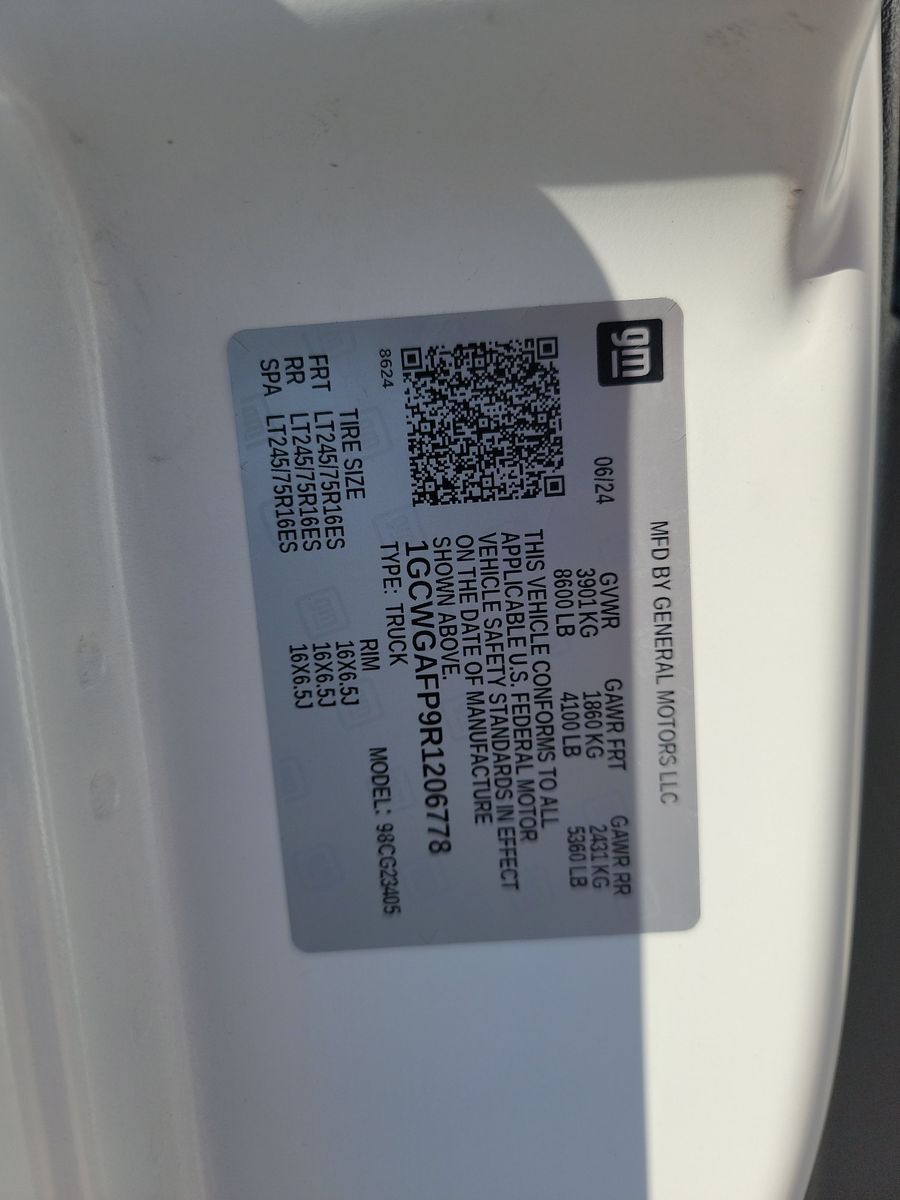 gm
MFD BY GENERAL MOTORS LLC
06/24
GVWR GAWR FRT GAWR RR
3901 KG 1860 KG 2431 KG
8600 LB 4100 LB 5360 LB
THIS VEHICLE CONFORMS TO ALL
APPLICABLE U.S. FEDERAL MOTOR
VEHICLE SAFETY STANDARDS IN EFFECT
ON THE DATE OF MANUFACTURE
SHOWN ABOVE.
1GCWGAFP9R1206778
8624
TYPE: TRUCK
MODEL: 98CG23405
TIRE SIZE RIM
FRT LT245/75R16ES 16X6.5J
RR LT245/75R16ES 16X6.5J
SPA LT245/75R16ES 16X6.5J